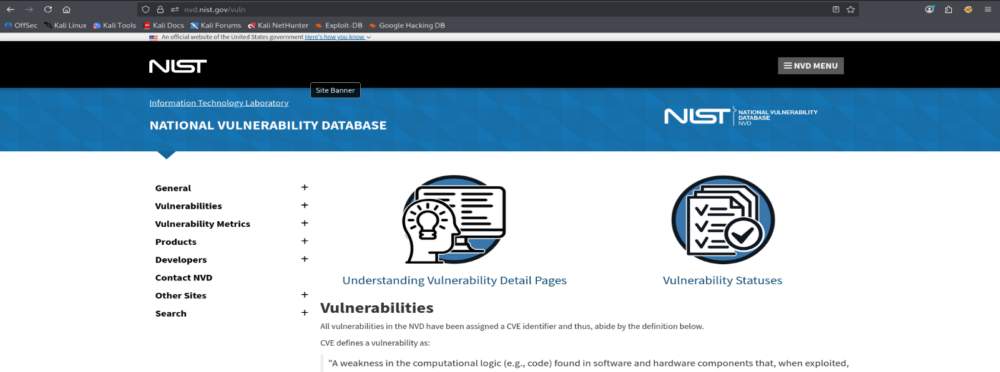 nvd.nist.gov/vuln
OffSec Kali Linux Kali Tools Kali Docs Kali Forums Kali NetHunter Exploit-DB Google Hacking DB
An official website of the United States government Here's how you know
NIST
NVD MENU
Site Banner
Information Technology Laboratory
NATIONAL VULNERABILITY DATABASE
NIST
NATIONAL VULNERABILITY
DATABASE
NVD
General +
Vulnerabilities +
Vulnerability Metrics +
Products +
Developers +
Contact NVD
Other Sites +
Search +
Understanding Vulnerability Detail Pages
Vulnerability Statuses
Vulnerabilities
All vulnerabilities in the NVD have been assigned a CVE identifier and thus, abide by the definition below.
CVE defines a vulnerability as:
"A weakness in the computational logic (e.g., code) found in software and hardware components that, when exploited,